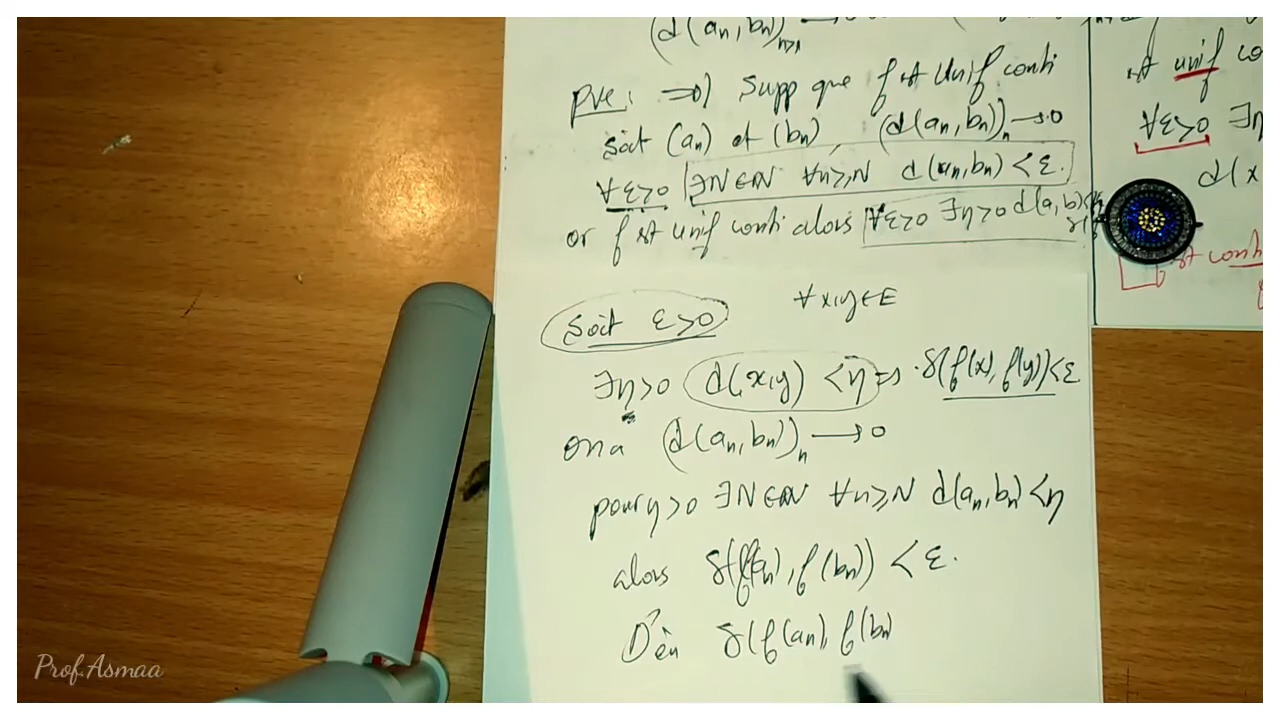 (d(an, bn))n≥1
Pve: ⇒) Supp que f est Unif conti
Soit (an) et (bn), (d(an, bn))n → 0
∀ε>0 ∃N∈ℕ ∀n≥N d(an, bn) < ε.
or f est unif conti alors ∀ε>0 ∃η>0 d(a, b) <
Soit ε>0 ∀x,y∈E
∃η>0 d(x,y) < η ⇒ δ(f(x), f(y)) < ε
on a (d(an, bn))n → 0
pour η>0 ∃N∈ℕ ∀n≥N d(an, bn) < η
alors δ(f(an), f(bn)) < ε.
D'où δ(f(an), f(bn)
st unif co
∀ε>0 ∃η
d(x
st conti
Prof.Asmaa